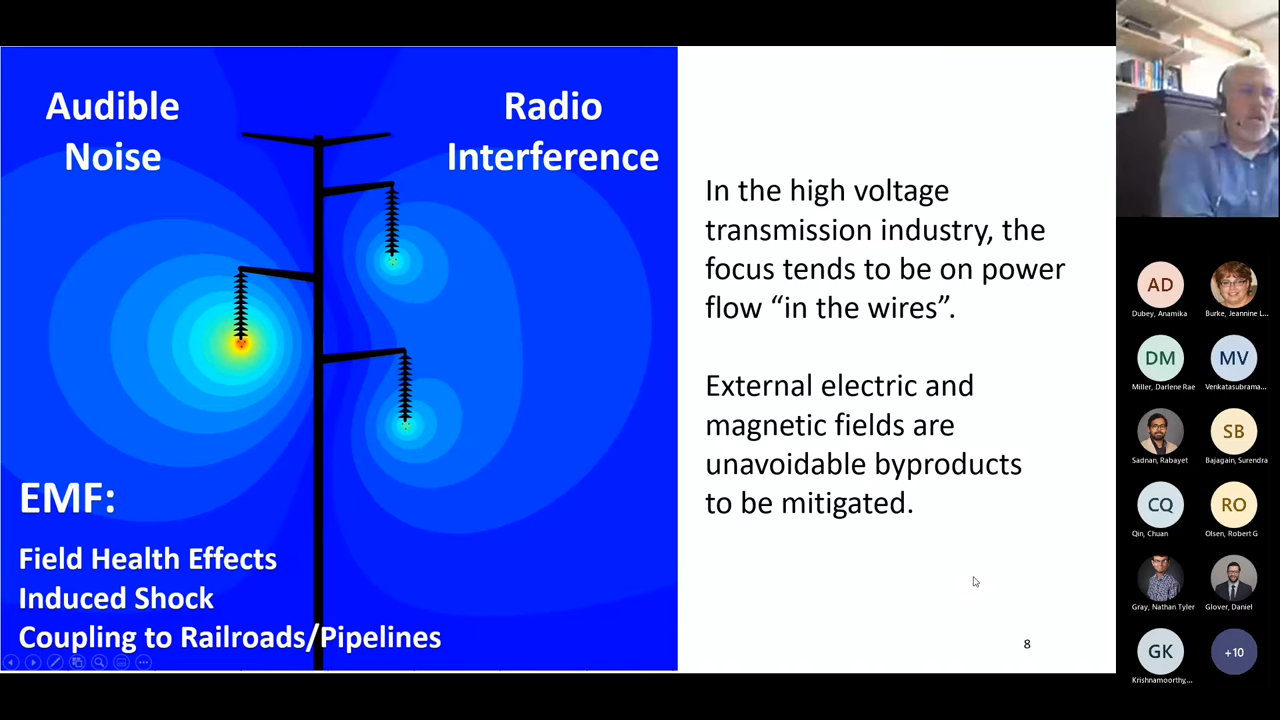 Audible
Noise
Radio
Interference
EMF:
Field Health Effects
Induced Shock
Coupling to Railroads/Pipelines
In the high voltage
transmission industry, the
focus tends to be on power
flow “in the wires”.
External electric and
magnetic fields are
unavoidable byproducts
to be mitigated.
8
AD
Dubey, Anamika
Burke, Jeannine L...
DM
Miller, Darlene Rae
MV
Venkatasubrama...
Sadnan, Rabayet
SB
Bajagain, Surendra
CQ
Qin, Chuan
RO
Olsen, Robert G
Gray, Nathan Tyler
Glover, Daniel
GK
Krishnamoorthy,...
+10